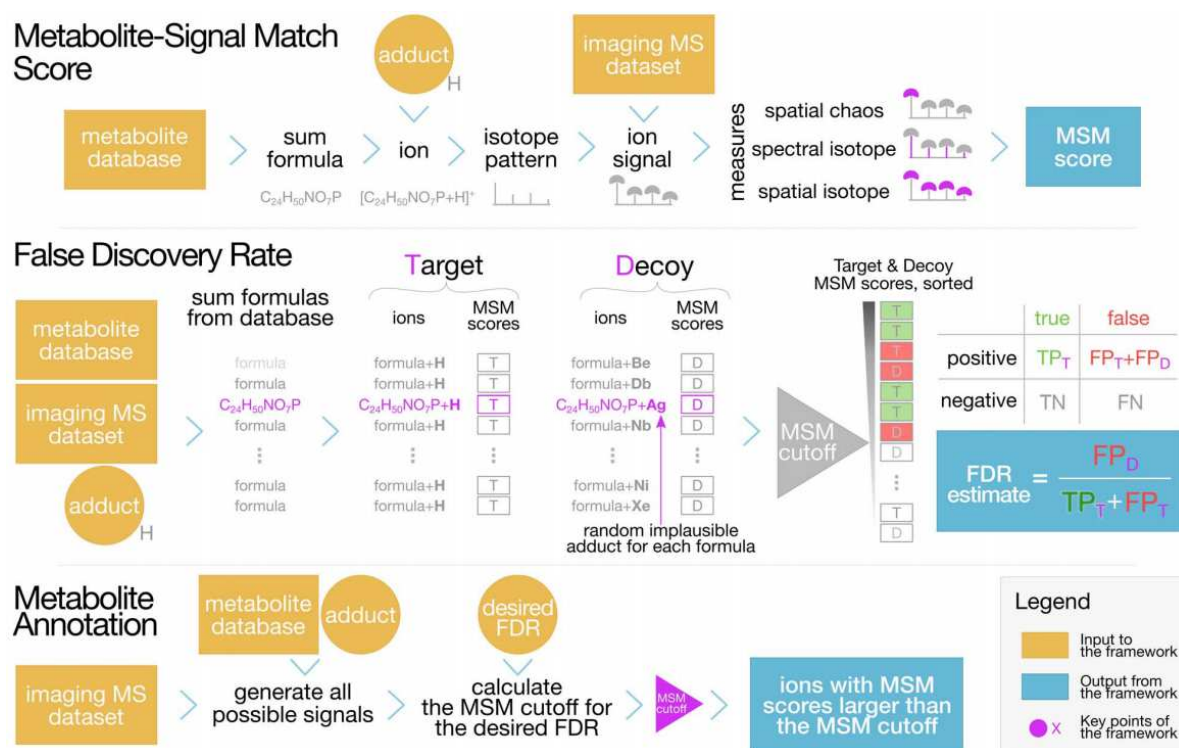 Metabolite-Signal Match
Score
adduct
H
imaging MS
dataset
metabolite
database
sum
formula
C₂₄H₅₀NO₇P
ion
[C₂₄H₅₀NO₇P+H]⁺
isotope
pattern
ion
signal
measures
spatial chaos
spectral isotope
spatial isotope
MSM
score
False Discovery Rate
metabolite
database
imaging MS
dataset
adduct
H
sum formulas
from database
formula
formula
C₂₄H₅₀NO₇P
formula
formula
formula
Target
ions
MSM
scores
formula+H T
formula+H T
C₂₄H₅₀NO₇P+H T
formula+H T
formula+H T
formula+H T
Decoy
ions
MSM
scores
formula+Be D
formula+Db D
C₂₄H₅₀NO₇P+Ag D
formula+Nb D
formula+Ni D
formula+Xe D
random implausible
adduct for each formula
MSM
cutoff
Target & Decoy
MSM scores, sorted
T
T
T
D
T
T
D
D
T
D
true false
positive TP_T FP_T+FP_D
negative TN FN
FDR
estimate
=
FP_D
TP_T+FP_T
Metabolite
Annotation
imaging MS
dataset
metabolite
database
adduct
generate all
possible signals
desired
FDR
calculate
the MSM cutoff for
the desired FDR
MSM
cutoff
ions with MSM
scores larger than
the MSM cutoff
Legend
Input to
the framework
Output from
the framework
x Key points of
the framework